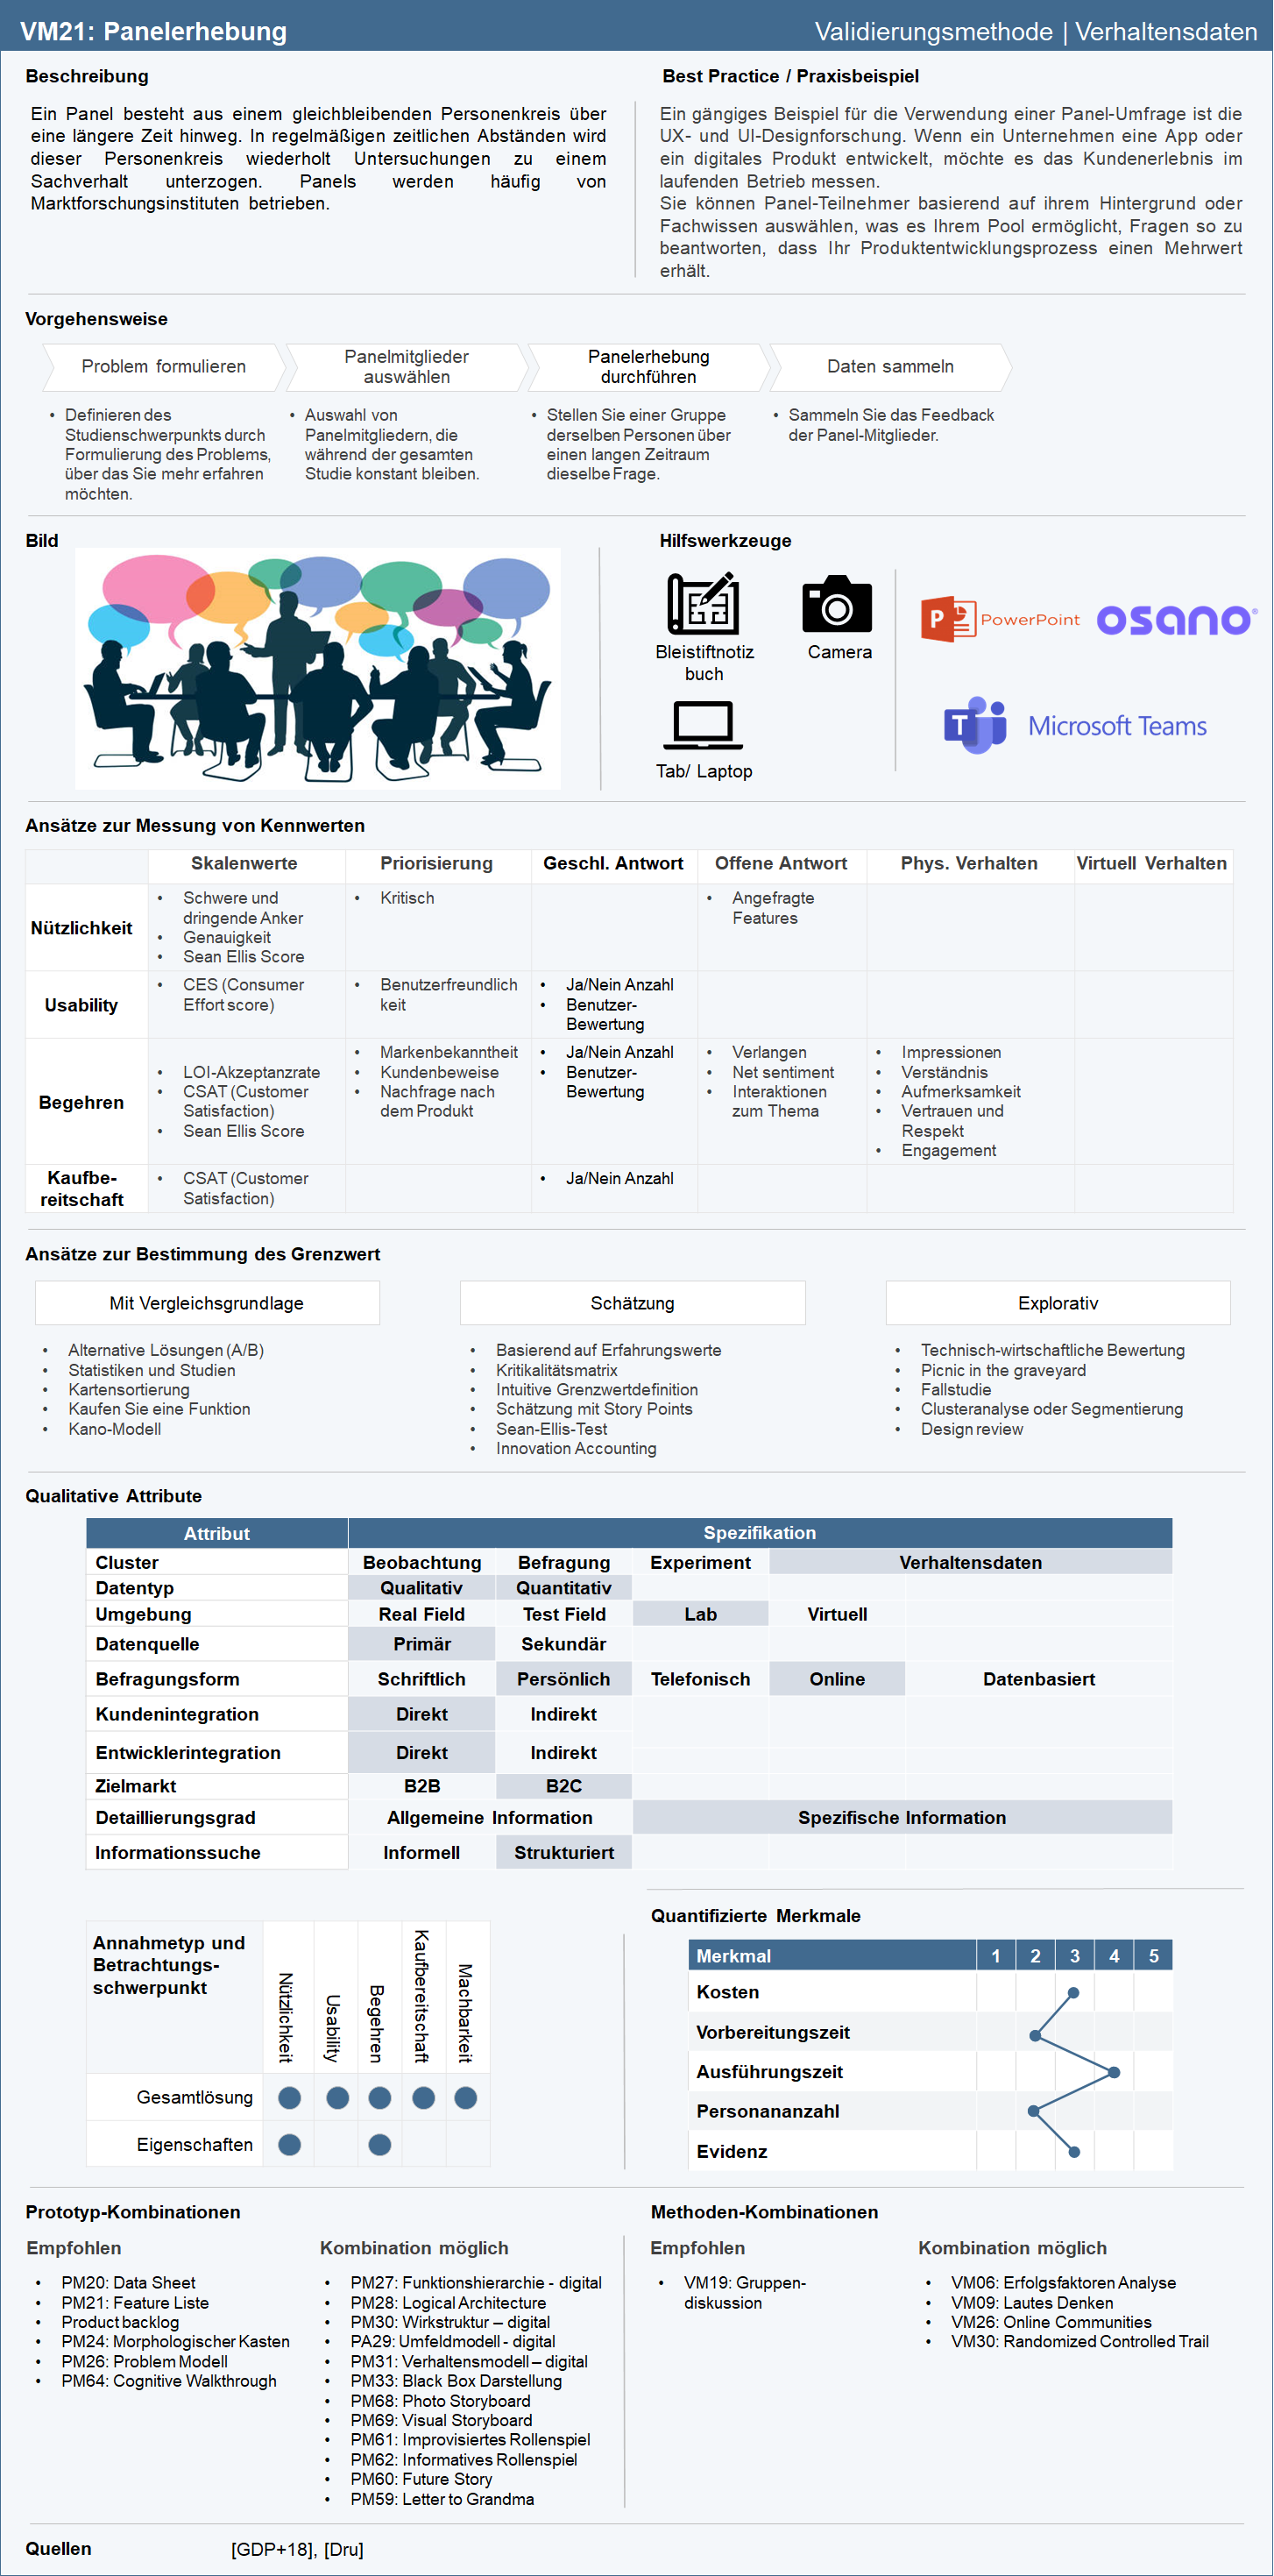 VM21: Panelerhebung
Validierungsmethode | Verhaltensdaten
Beschreibung
Ein Panel besteht aus einem gleichbleibenden Personenkreis über
eine längere Zeit hinweg. In regelmäßigen zeitlichen Abständen wird
dieser Personenkreis wiederholt Untersuchungen zu einem
Sachverhalt unterzogen. Panels werden häufig von
Marktforschungsinstituten betrieben.
Best Practice / Praxisbeispiel
Ein gängiges Beispiel für die Verwendung einer Panel-Umfrage ist die
UX- und UI-Designforschung. Wenn ein Unternehmen eine App oder
ein digitales Produkt entwickelt, möchte es das Kundenerlebnis im
laufenden Betrieb messen.
Sie können Panel-Teilnehmer basierend auf ihrem Hintergrund oder
Fachwissen auswählen, was es Ihrem Pool ermöglicht, Fragen so zu
beantworten, dass Ihr Produktentwicklungsprozess einen Mehrwert
erhält.
Vorgehensweise
Problem formulieren
• Definieren des
Studienschwerpunkts durch
Formulierung des Problems,
über das Sie mehr erfahren
möchten.
Panelmitglieder
auswählen
• Auswahl von
Panelmitgliedern, die
während der gesamten
Studie konstant bleiben.
Panelerhebung
durchführen
• Stellen Sie einer Gruppe
derselben Personen über
einen langen Zeitraum
dieselbe Frage.
Daten sammeln
• Sammeln Sie das Feedback
der Panel-Mitglieder.
Bild
Hilfswerkzeuge
Bleistiftnotiz
buch
Camera
Tab/ Laptop
P PowerPoint
osano®
T Microsoft Teams
Ansätze zur Messung von Kennwerten
Skalenwerte Priorisierung Geschl. Antwort Offene Antwort Phys. Verhalten Virtuell Verhalten
Nützlichkeit
• Schwere und
dringende Anker
• Genauigkeit
• Sean Ellis Score
• Kritisch
• Angefragte
Features
Usability
• CES (Consumer
Effort score)
• Benutzerfreundlich
keit
• Ja/Nein Anzahl
• Benutzer-
Bewertung
Begehren
• LOI-Akzeptanzrate
• CSAT (Customer
Satisfaction)
• Sean Ellis Score
• Markenbekanntheit
• Kundenbeweise
• Nachfrage nach
dem Produkt
• Ja/Nein Anzahl
• Benutzer-
Bewertung
• Verlangen
• Net sentiment
• Interaktionen
zum Thema
• Impressionen
• Verständnis
• Aufmerksamkeit
• Vertrauen und
Respekt
• Engagement
Kaufbe-
reitschaft
• CSAT (Customer
Satisfaction)
• Ja/Nein Anzahl
Ansätze zur Bestimmung des Grenzwert
Mit Vergleichsgrundlage
• Alternative Lösungen (A/B)
• Statistiken und Studien
• Kartensortierung
• Kaufen Sie eine Funktion
• Kano-Modell
Schätzung
• Basierend auf Erfahrungswerte
• Kritikalitätsmatrix
• Intuitive Grenzwertdefinition
• Schätzung mit Story Points
• Sean-Ellis-Test
• Innovation Accounting
Explorativ
• Technisch-wirtschaftliche Bewertung
• Picnic in the graveyard
• Fallstudie
• Clusteranalyse oder Segmentierung
• Design review
Qualitative Attribute
Attribut Spezifikation
Cluster Beobachtung Befragung Experiment Verhaltensdaten
Datentyp Qualitativ Quantitativ
Umgebung Real Field Test Field Lab Virtuell
Datenquelle Primär Sekundär
Befragungsform Schriftlich Persönlich Telefonisch Online Datenbasiert
Kundenintegration Direkt Indirekt
Entwicklerintegration Direkt Indirekt
Zielmarkt B2B B2C
Detaillierungsgrad Allgemeine Information Spezifische Information
Informationssuche Informell Strukturiert
Annahmetyp und
Betrachtungs-
schwerpunkt
Nützlichkeit
Usability
Begehren
Kaufbereitschaft
Machbarkeit
Gesamtlösung
Eigenschaften
Quantifizierte Merkmale
Merkmal 1 2 3 4 5
Kosten
Vorbereitungszeit
Ausführungszeit
Personananzahl
Evidenz
Prototyp-Kombinationen
Empfohlen
• PM20: Data Sheet
• PM21: Feature Liste
• Product backlog
• PM24: Morphologischer Kasten
• PM26: Problem Modell
• PM64: Cognitive Walkthrough
Kombination möglich
• PM27: Funktionshierarchie - digital
• PM28: Logical Architecture
• PM30: Wirkstruktur – digital
• PA29: Umfeldmodell - digital
• PM31: Verhaltensmodell – digital
• PM33: Black Box Darstellung
• PM68: Photo Storyboard
• PM69: Visual Storyboard
• PM61: Improvisiertes Rollenspiel
• PM62: Informatives Rollenspiel
• PM60: Future Story
• PM59: Letter to Grandma
Methoden-Kombinationen
Empfohlen
• VM19: Gruppen-
diskussion
Kombination möglich
• VM06: Erfolgsfaktoren Analyse
• VM09: Lautes Denken
• VM26: Online Communities
• VM30: Randomized Controlled Trail
Quellen
[GDP+18], [Dru]